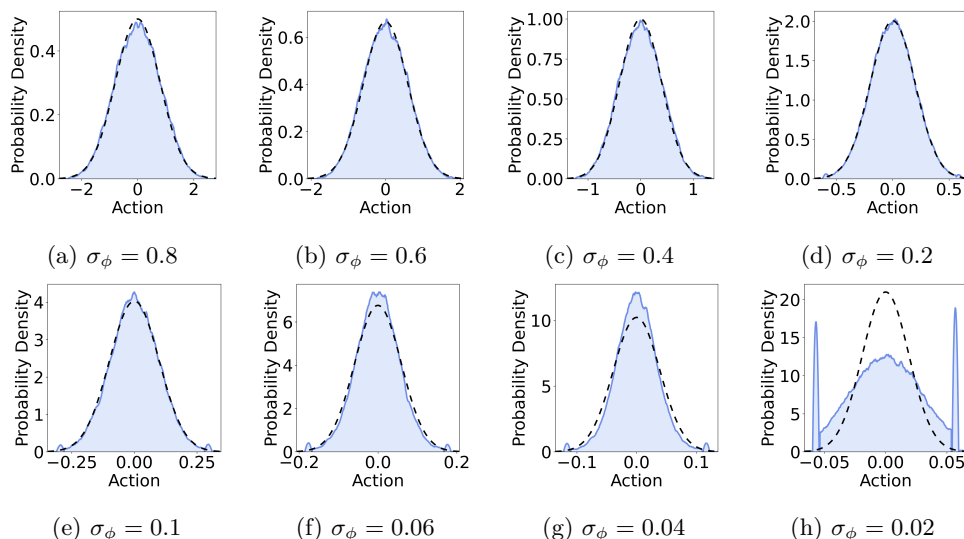 Probability Density
0.4
0.2
0.0
−2 0 2
Action
(a) σϕ = 0.8
Probability Density
0.6
0.4
0.2
0.0
−2 0 2
Action
(b) σϕ = 0.6
Probability Density
1.00
0.75
0.50
0.25
0.00
−1 0 1
Action
(c) σϕ = 0.4
Probability Density
2.0
1.5
1.0
0.5
0.0
−0.5 0.0 0.5
Action
(d) σϕ = 0.2
Probability Density
4
3
2
1
0
−0.25 0.00 0.25
Action
(e) σϕ = 0.1
Probability Density
6
4
2
0
−0.2 0.0 0.2
Action
(f) σϕ = 0.06
Probability Density
10
5
0
−0.1 0.0 0.1
Action
(g) σϕ = 0.04
Probability Density
20
15
10
5
0
−0.05 0.00 0.05
Action
(h) σϕ = 0.02